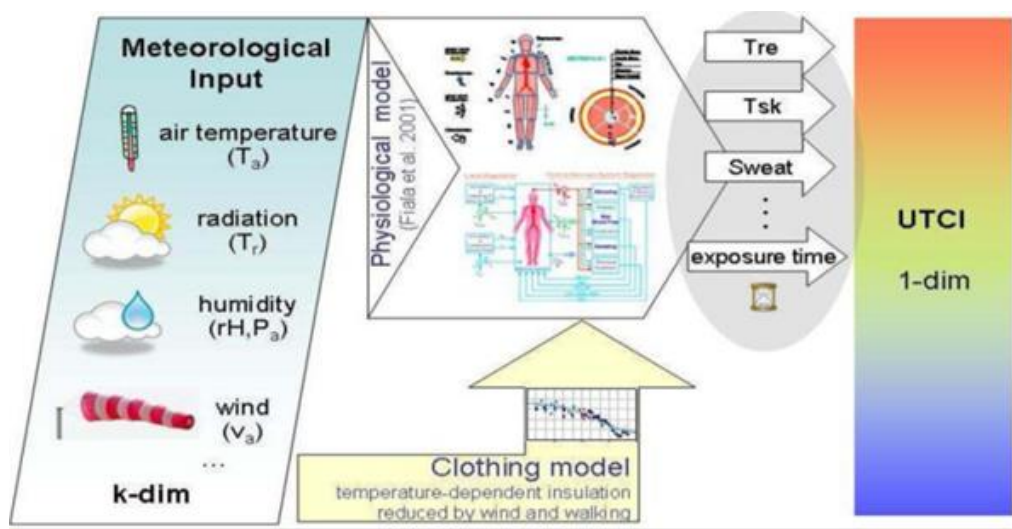 Meteorological
Input
air temperature
(Ta)
radiation
(Tr)
humidity
(rH,Pa)
wind
(va)
...
k-dim
Physiological model
(Fiala et al. 2001)
Clothing model
temperature-dependent insulation
reduced by wind and walking
Tre
Tsk
Sweat
exposure time
UTCI
1-dim